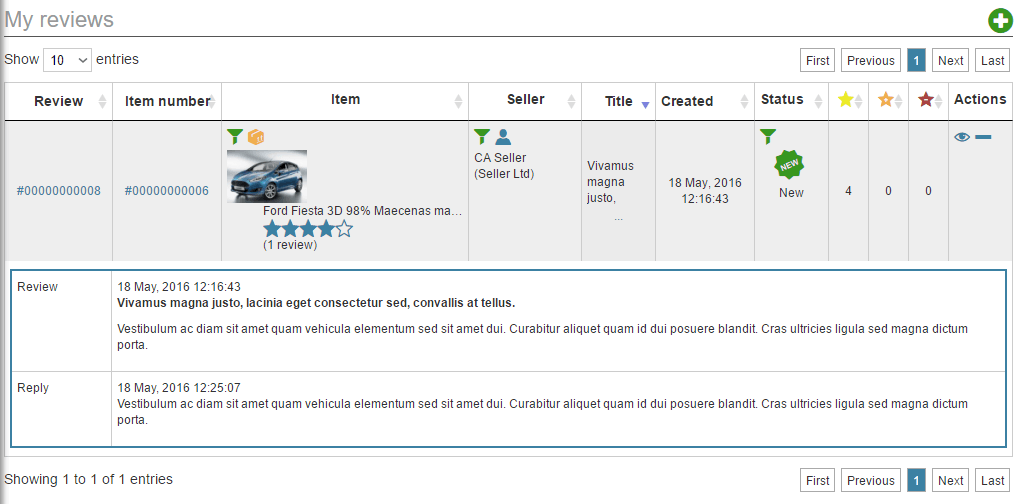 My reviews
Show 10 entries
First Previous 1 Next Last
Review Item number Item Seller Title Created Status Actions
#00000000008
#00000000006
Ford Fiesta 3D 98% Maecenas ma...
(1 review)
CA Seller
(Seller Ltd)
Vivamus
magna
justo,
...
18 May, 2016
12:16:43
NEW
New
4
0
0
Review
18 May, 2016 12:16:43
Vivamus magna justo, lacinia eget consectetur sed, convallis at tellus.
Vestibulum ac diam sit amet quam vehicula elementum sed sit amet dui. Curabitur aliquet quam id dui posuere blandit. Cras ultricies ligula sed magna dictum
porta.
Reply
18 May, 2016 12:25:07
Vestibulum ac diam sit amet quam vehicula elementum sed sit amet dui. Curabitur aliquet quam id dui posuere blandit. Cras ultricies ligula sed magna dictum
porta.
Showing 1 to 1 of 1 entries
First Previous 1 Next Last